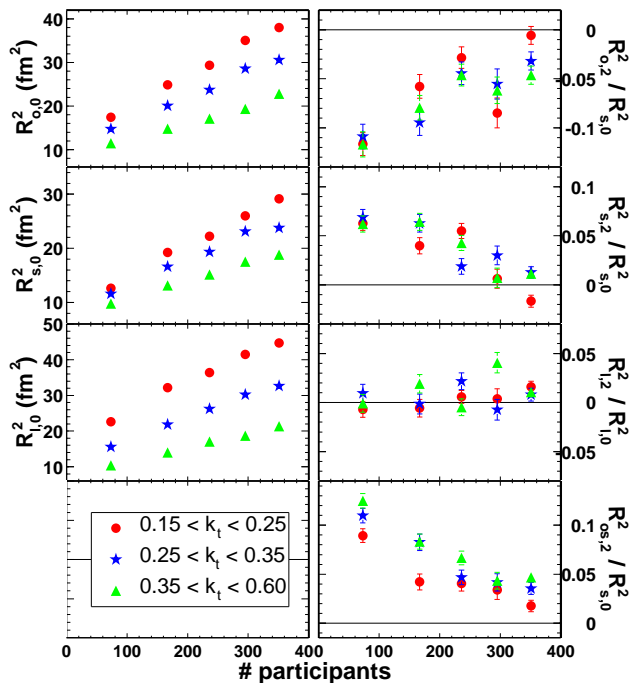 40
30
20
10
R²o,0 (fm²)
0
0.05
-0.1
R²o,2 / R²s,0
30
20
10
R²s,0 (fm²)
0.1
0.05
0
R²s,2 / R²s,0
50
40
30
20
10
R²l,0 (fm²)
0.05
0
0.05
R²l,2 / R²l,0
0.15 < kt < 0.25
0.25 < kt < 0.35
0.35 < kt < 0.60
0.1
0.05
0
R²os,2 / R²s,0
0 100 200 300 400
0 100 200 300 400
# participants